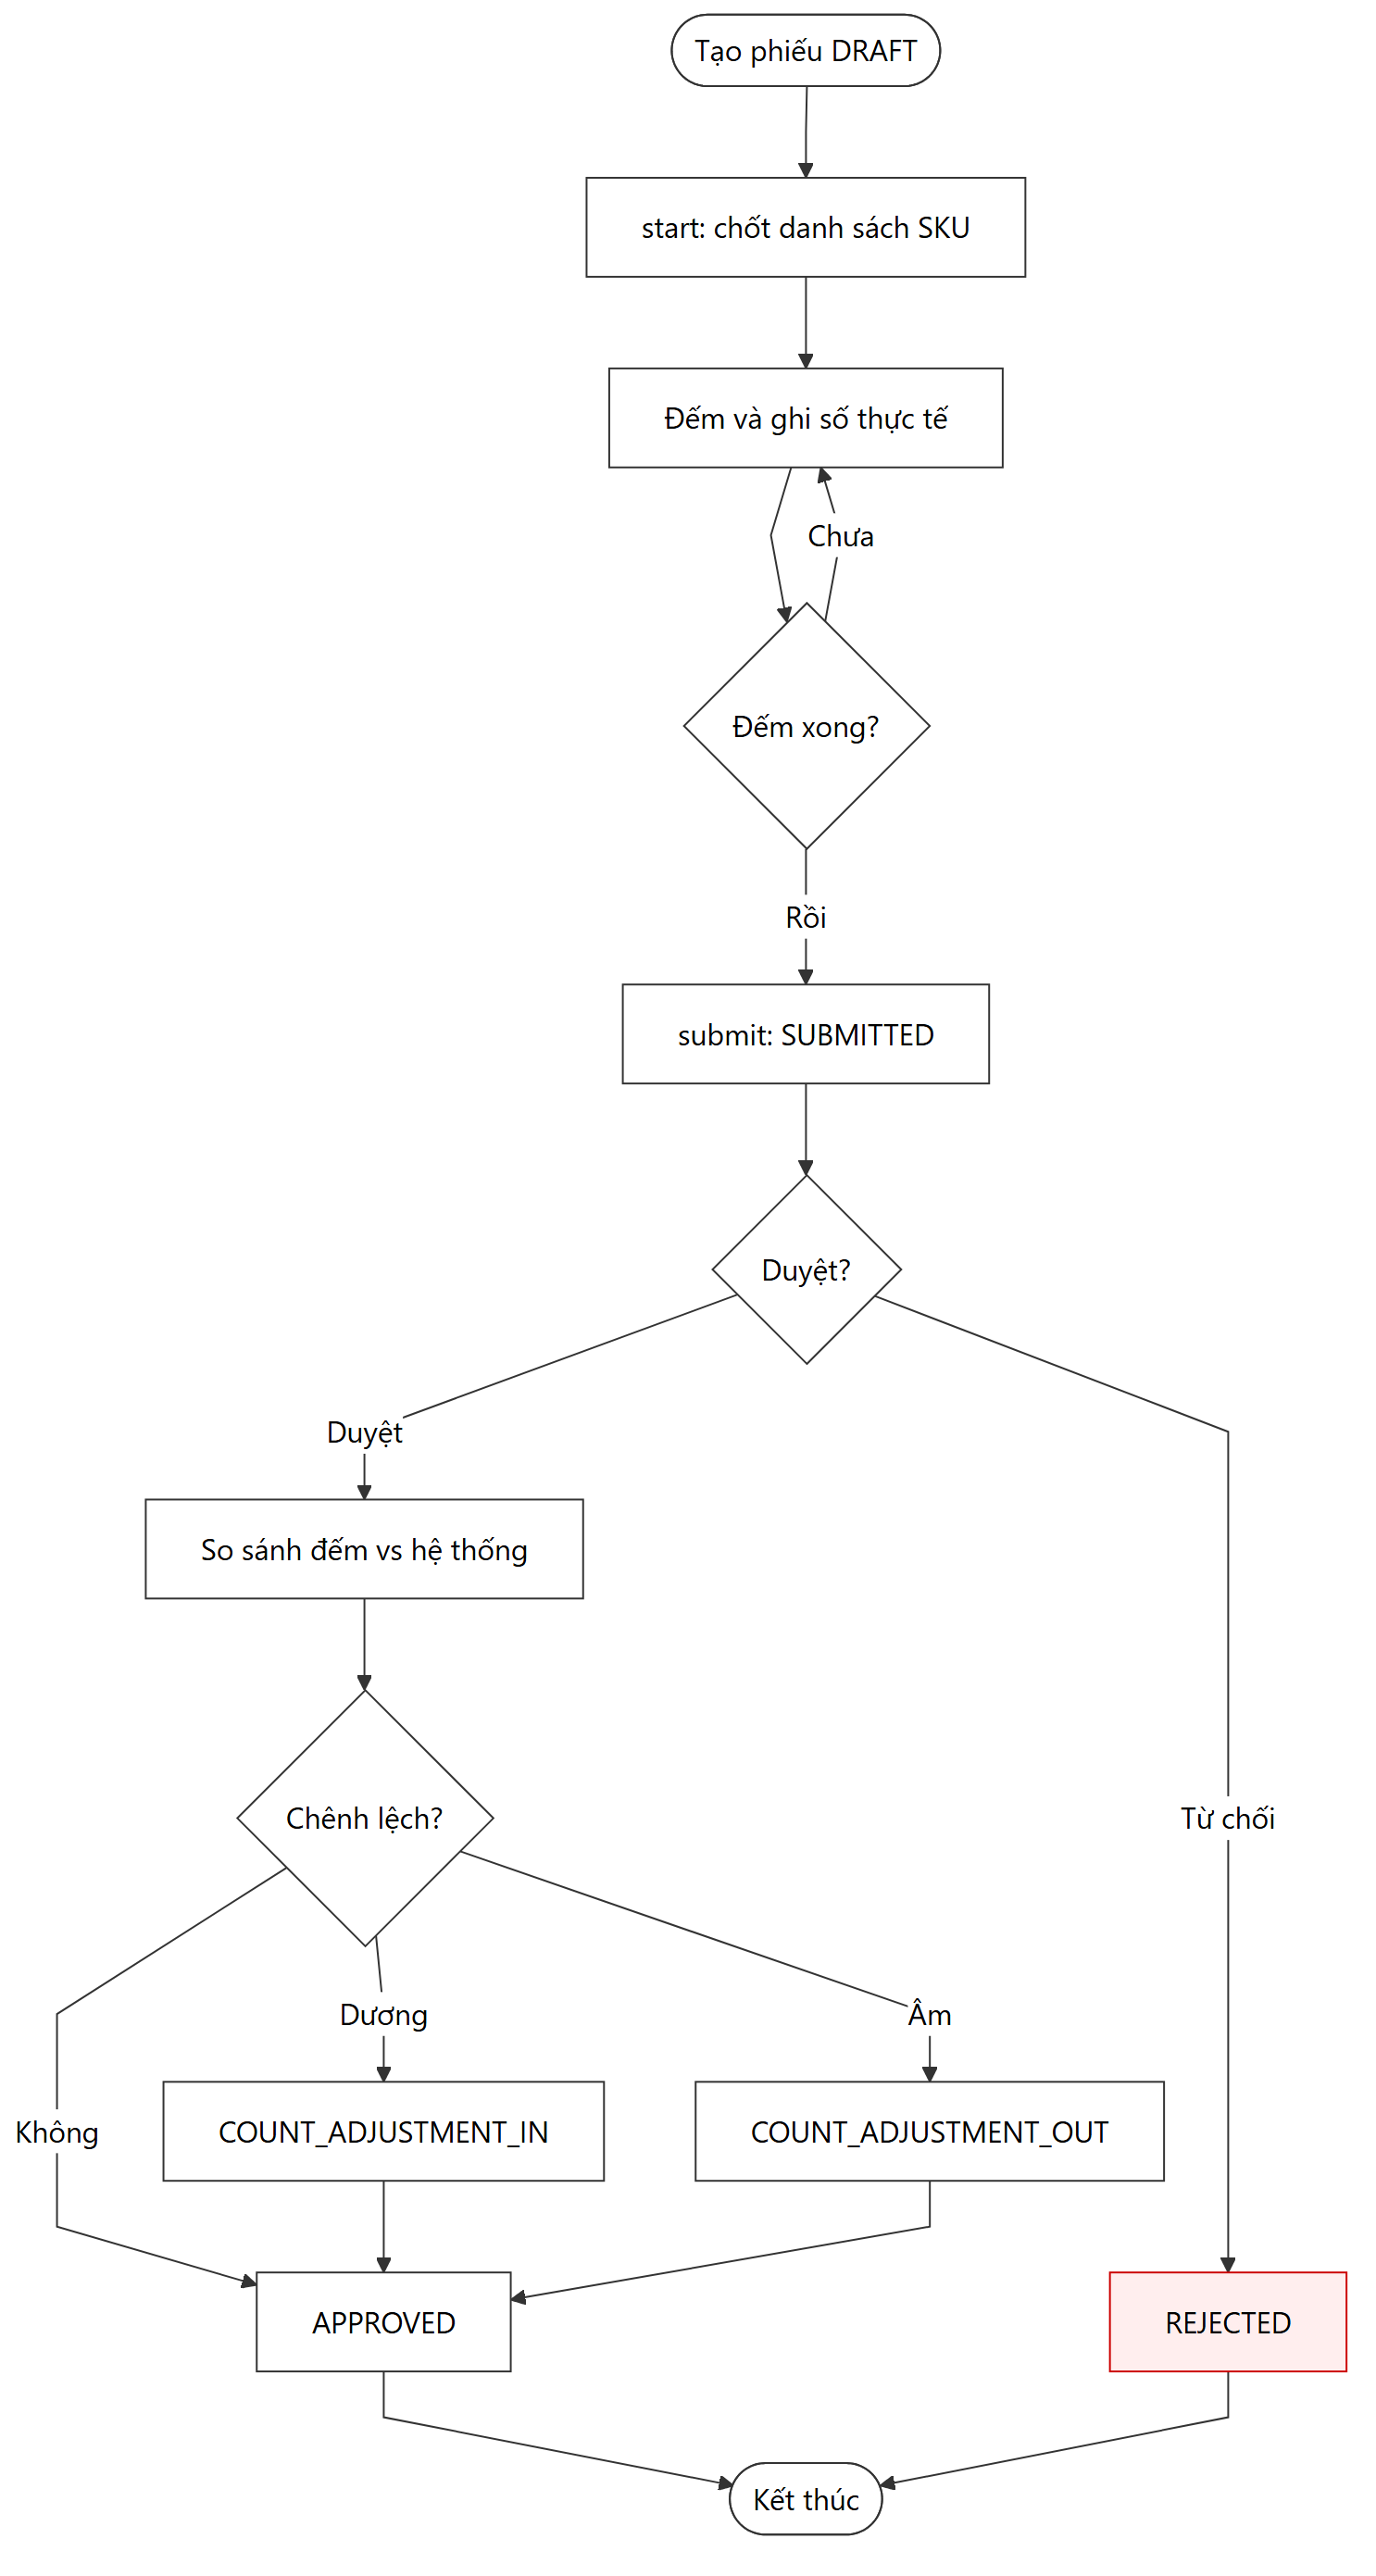 Tạo phiếu DRAFT
start: chốt danh sách SKU
Đếm và ghi số thực tế
Chưa
Đếm xong?
Rồi
submit: SUBMITTED
Duyệt?
Duyệt
So sánh đếm vs hệ thống
Chênh lệch?
Từ chối
Dương
Âm
Không
COUNT_ADJUSTMENT_IN
COUNT_ADJUSTMENT_OUT
APPROVED
REJECTED
Kết thúc